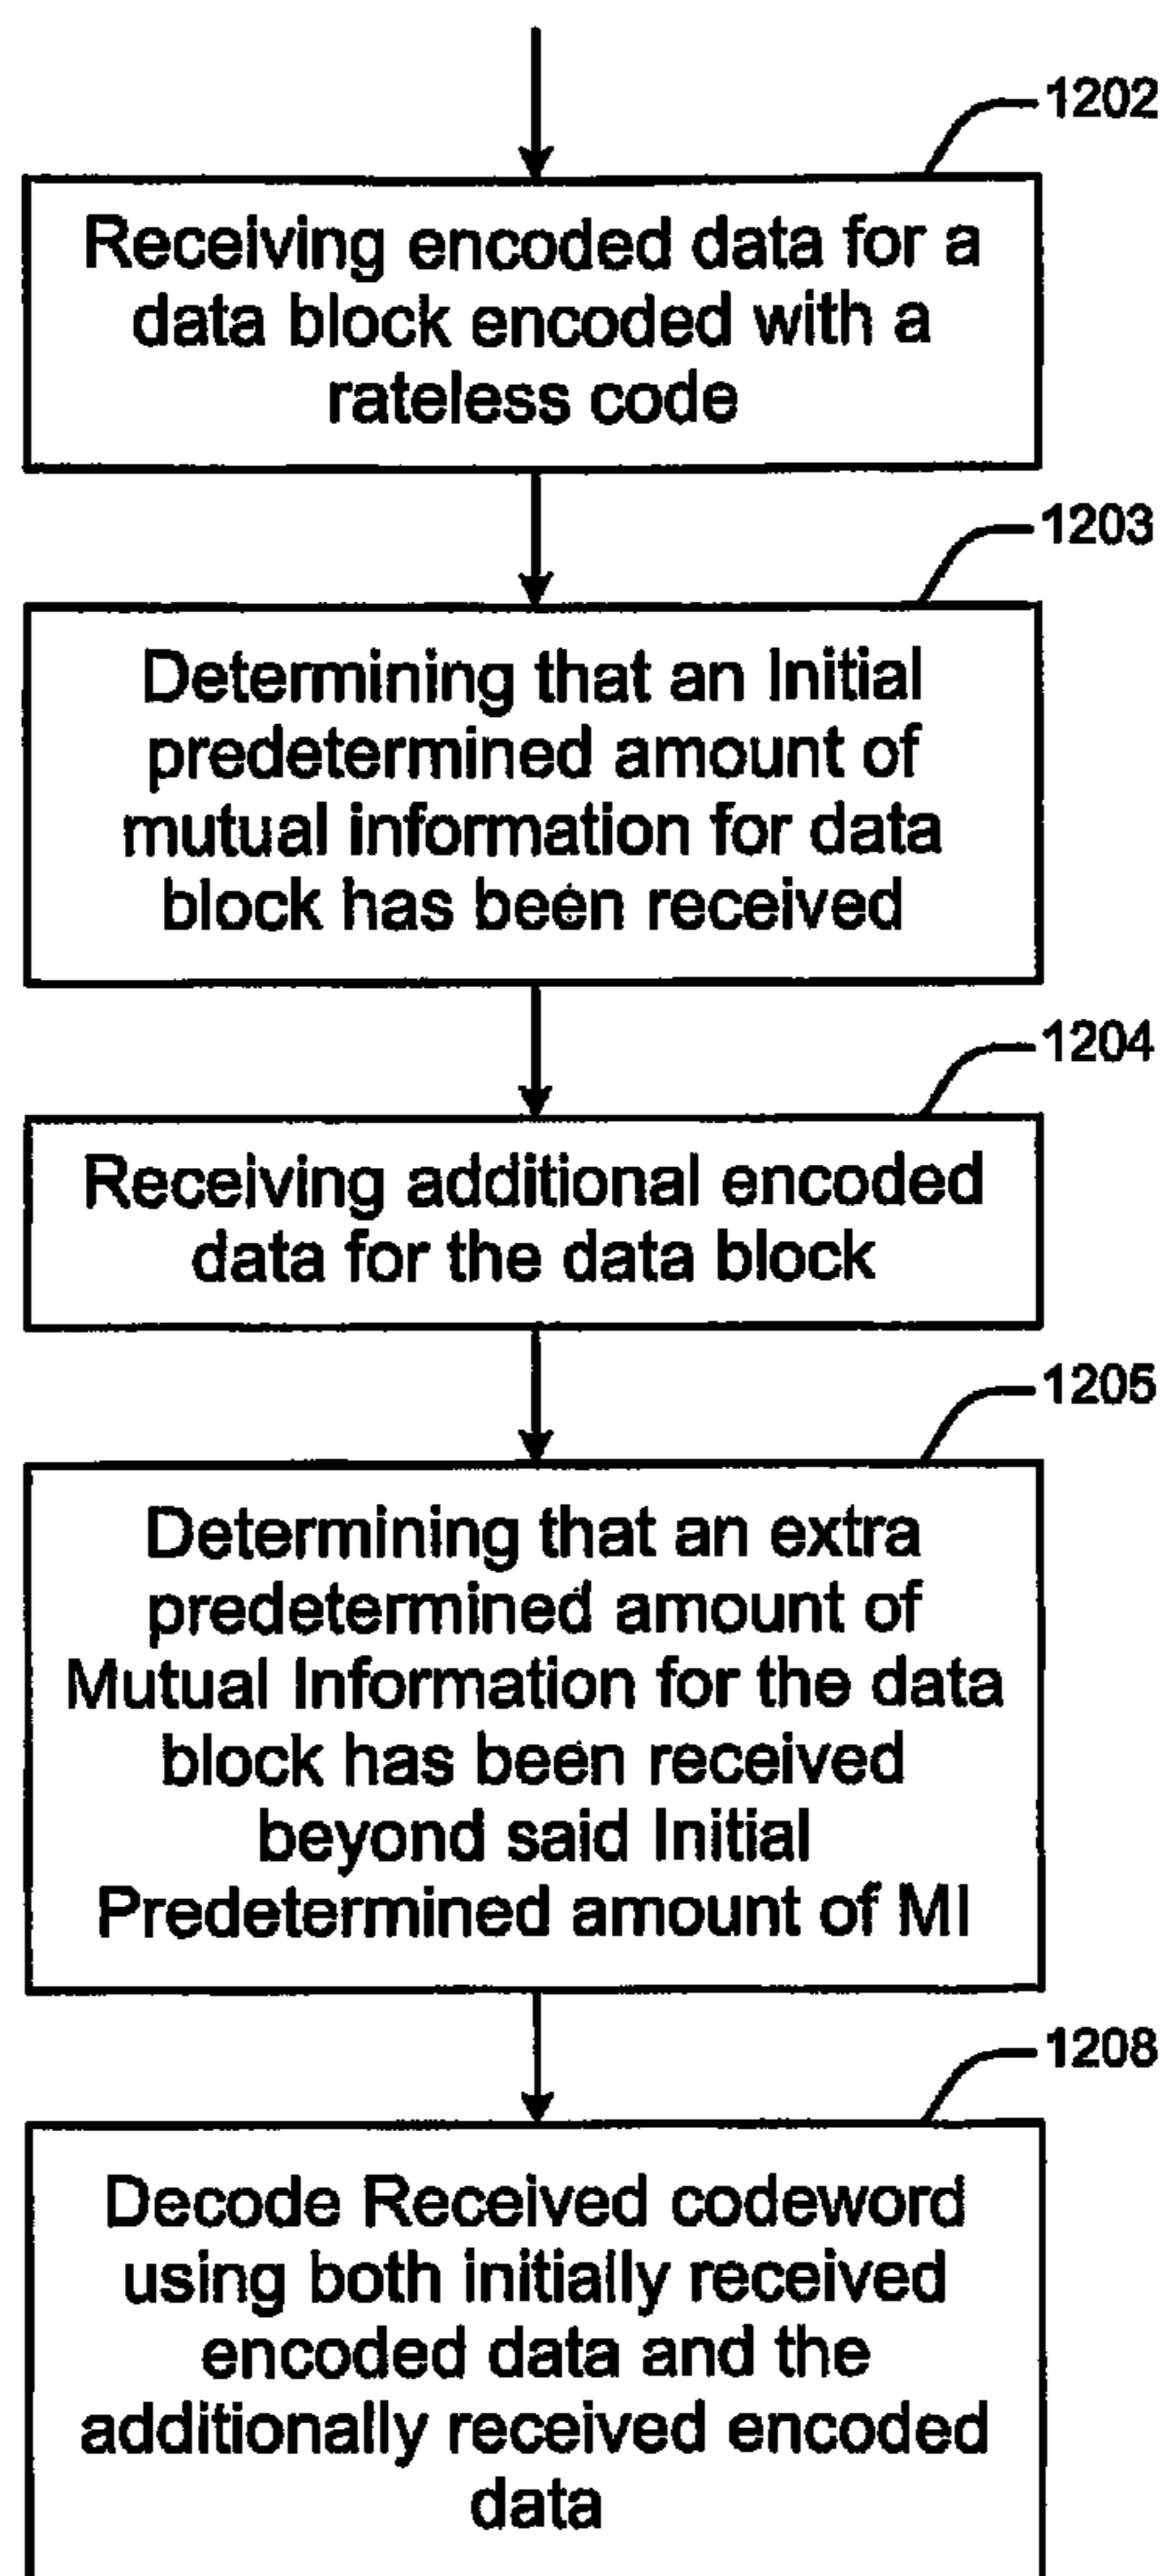 1202
Receiving encoded data for a
data block encoded with a
rateless code
1203
Determining that an Initial
predetermined amount of
mutual information for data
block has been received
1204
Receiving additional encoded
data for the data block
1205
Determining that an extra
predetermined amount of
Mutual Information for the data
block has been received
beyond said Initial
Predetermined amount of MI
1208
Decode Received codeword
using both initially received
encoded data and the
additionally received encoded
data